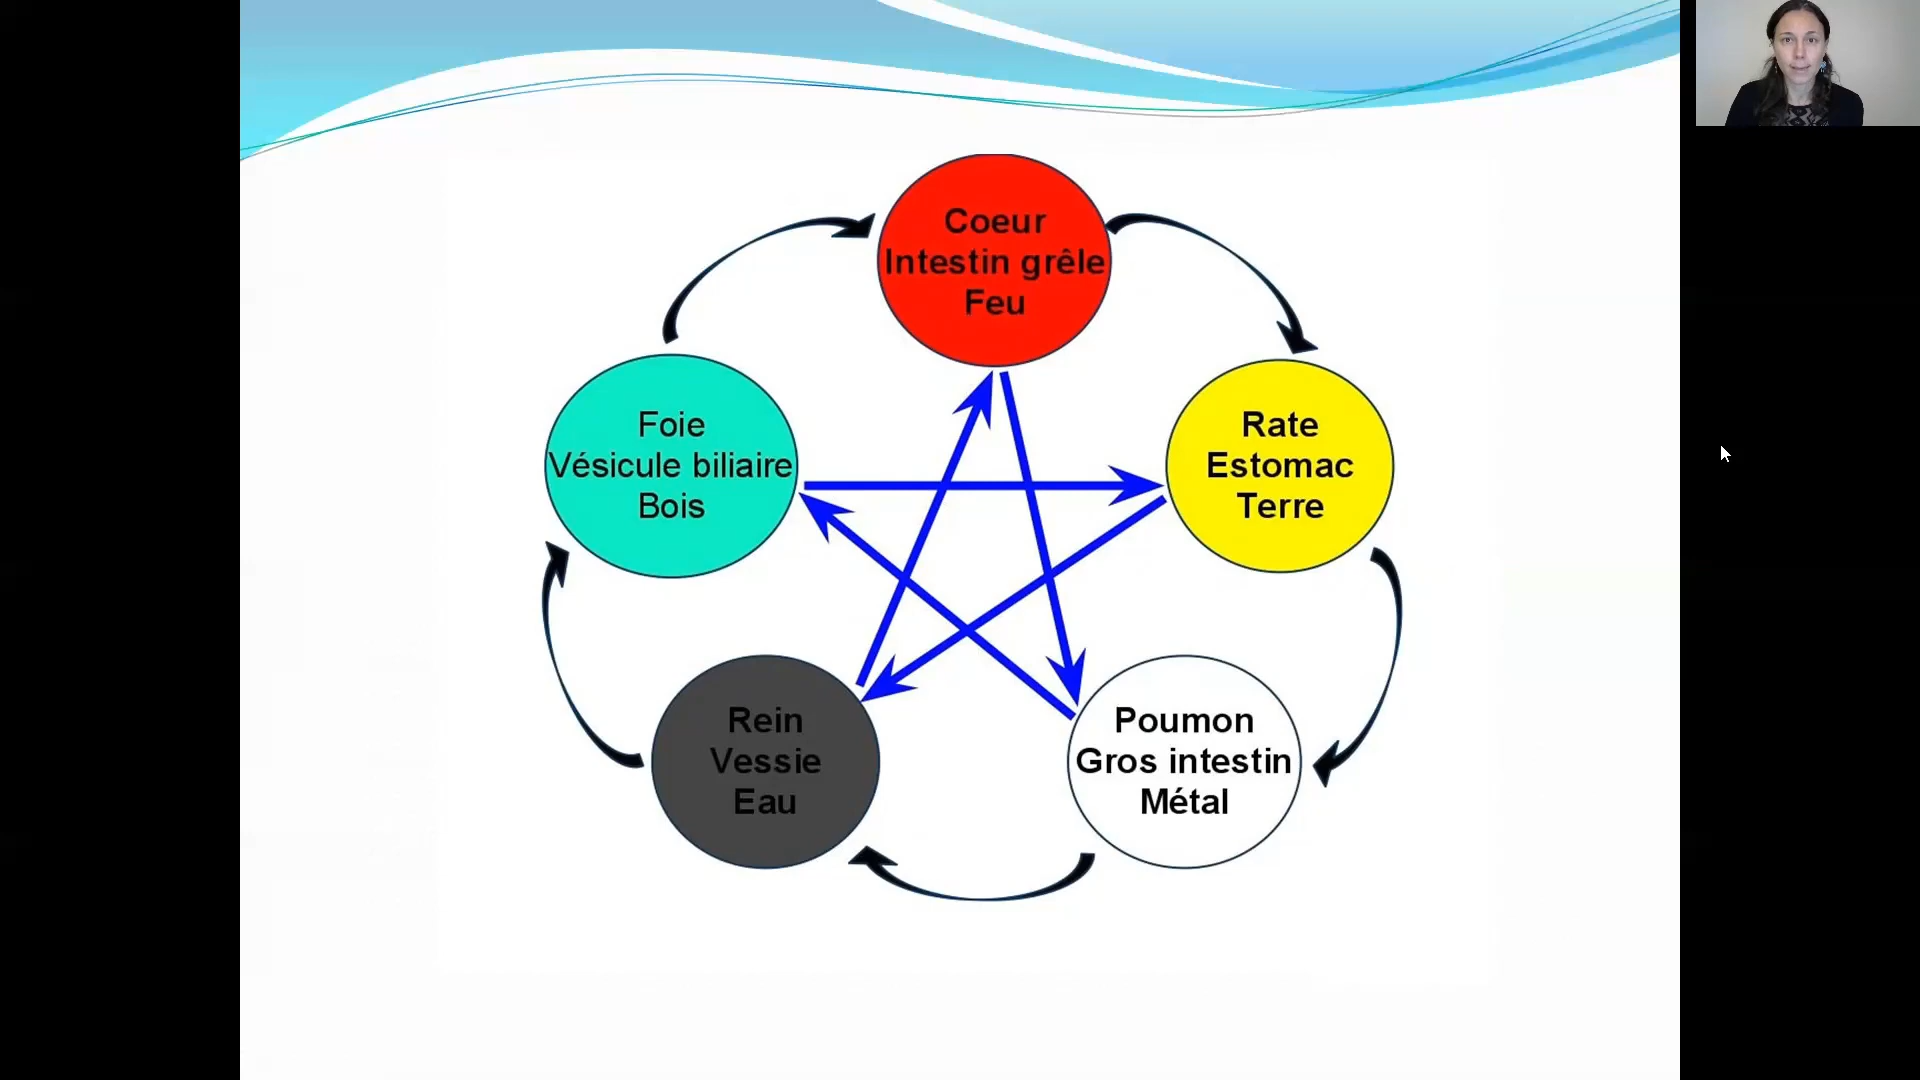 Coeur
Intestin grêle
Feu
Foie
Vésicule biliaire
Bois
Rate
Estomac
Terre
Rein
Vessie
Eau
Poumon
Gros intestin
Métal